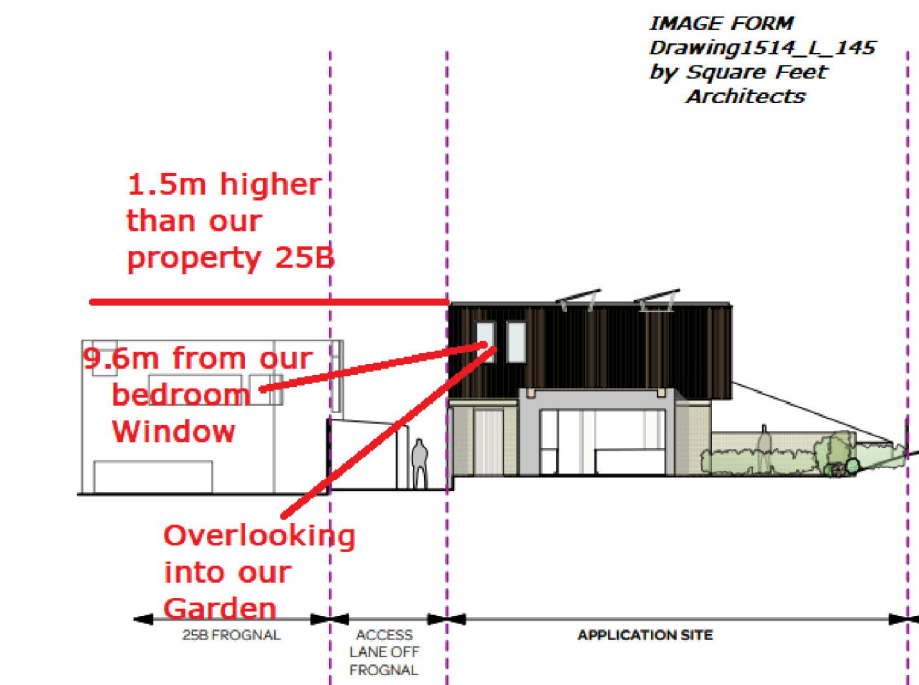 IMAGE FORM
Drawing1514_L_145
by Square Feet
Architects
1.5m higher
than our
property 25B
9.6m from our
bedroom
Window
Overlooking
into our
Garden
25B FROGNAL
ACCESS
LANE OFF
FROGNAL
APPLICATION SITE